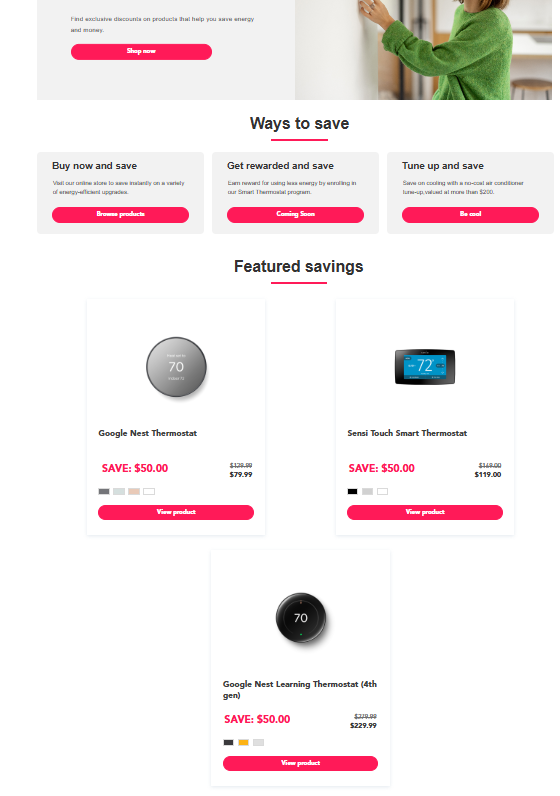 Find exclusive discounts on products that help you save energy
and money.
Shop now
Ways to save
Buy now and save
Visit our online store to save instantly on a variety
of energy-efficient upgrades.
Browse products
Get rewarded and save
Earn reward for using less energy by enrolling in
our Smart Thermostat program.
Coming Soon
Tune up and save
Save on cooling with a no-cost air conditioner
tune-up,valued at more than $200.
Be cool
Featured savings
70
Google Nest Thermostat
SAVE: $50.00
$129.99
$79.99
View product
72
Sensi Touch Smart Thermostat
SAVE: $50.00
$169.00
$119.00
View product
70
Google Nest Learning Thermostat (4th
gen)
SAVE: $50.00
$279.99
$229.99
View product